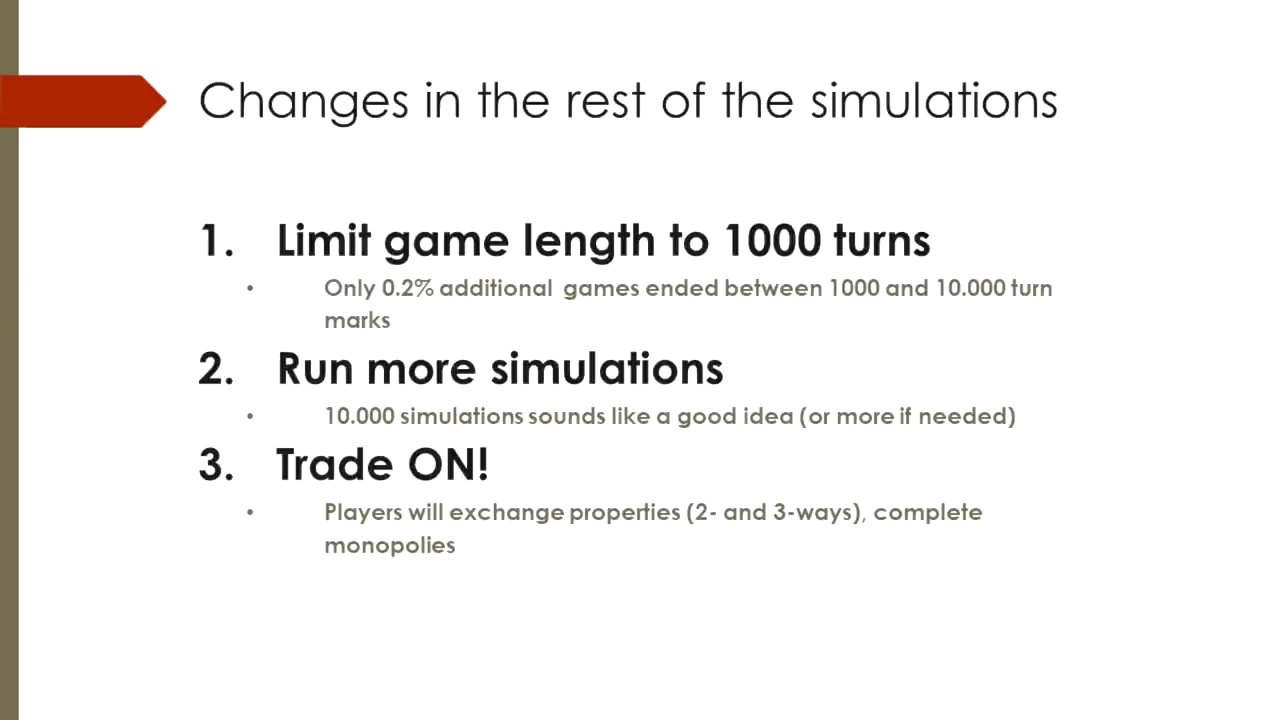 Changes in the rest of the simulations
1. Limit game length to 1000 turns
• Only 0.2% additional games ended between 1000 and 10.000 turn
marks
2. Run more simulations
• 10.000 simulations sounds like a good idea (or more if needed)
3. Trade ON!
• Players will exchange properties (2- and 3-ways), complete
monopolies